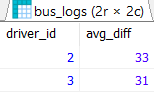 bus_logs (2r × 2c)
driver_id avg_diff
2 33
3 31